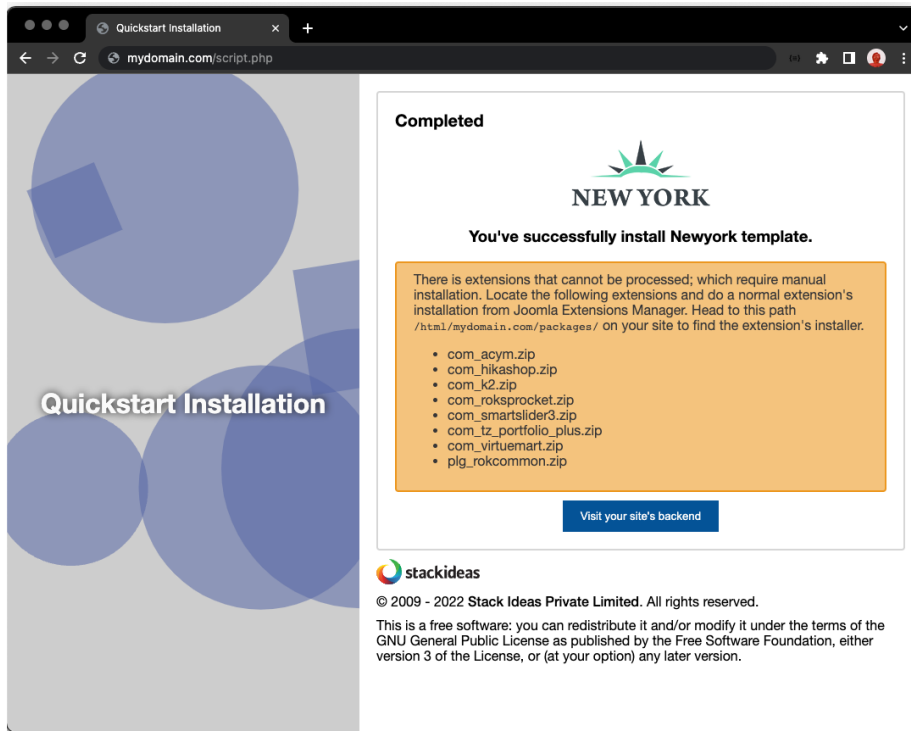 Quickstart Installation
mydomain.com/script.php
Quickstart Installation
Completed
NEW YORK
You've successfully install Newyork template.
There is extensions that cannot be processed; which require manual
installation. Locate the following extensions and do a normal extension's
installation from Joomla Extensions Manager. Head to this path
/html/mydomain.com/packages/ on your site to find the extension's installer.
• com_acym.zip
• com_hikashop.zip
• com_k2.zip
• com_roksprocket.zip
• com_smartslider3.zip
• com_tz_portfolio_plus.zip
• com_virtuemart.zip
• plg_rokcommon.zip
Visit your site's backend
stackideas
© 2009 - 2022 Stack Ideas Private Limited. All rights reserved.
This is a free software: you can redistribute it and/or modify it under the terms of the
GNU General Public License as published by the Free Software Foundation, either
version 3 of the License, or (at your option) any later version.